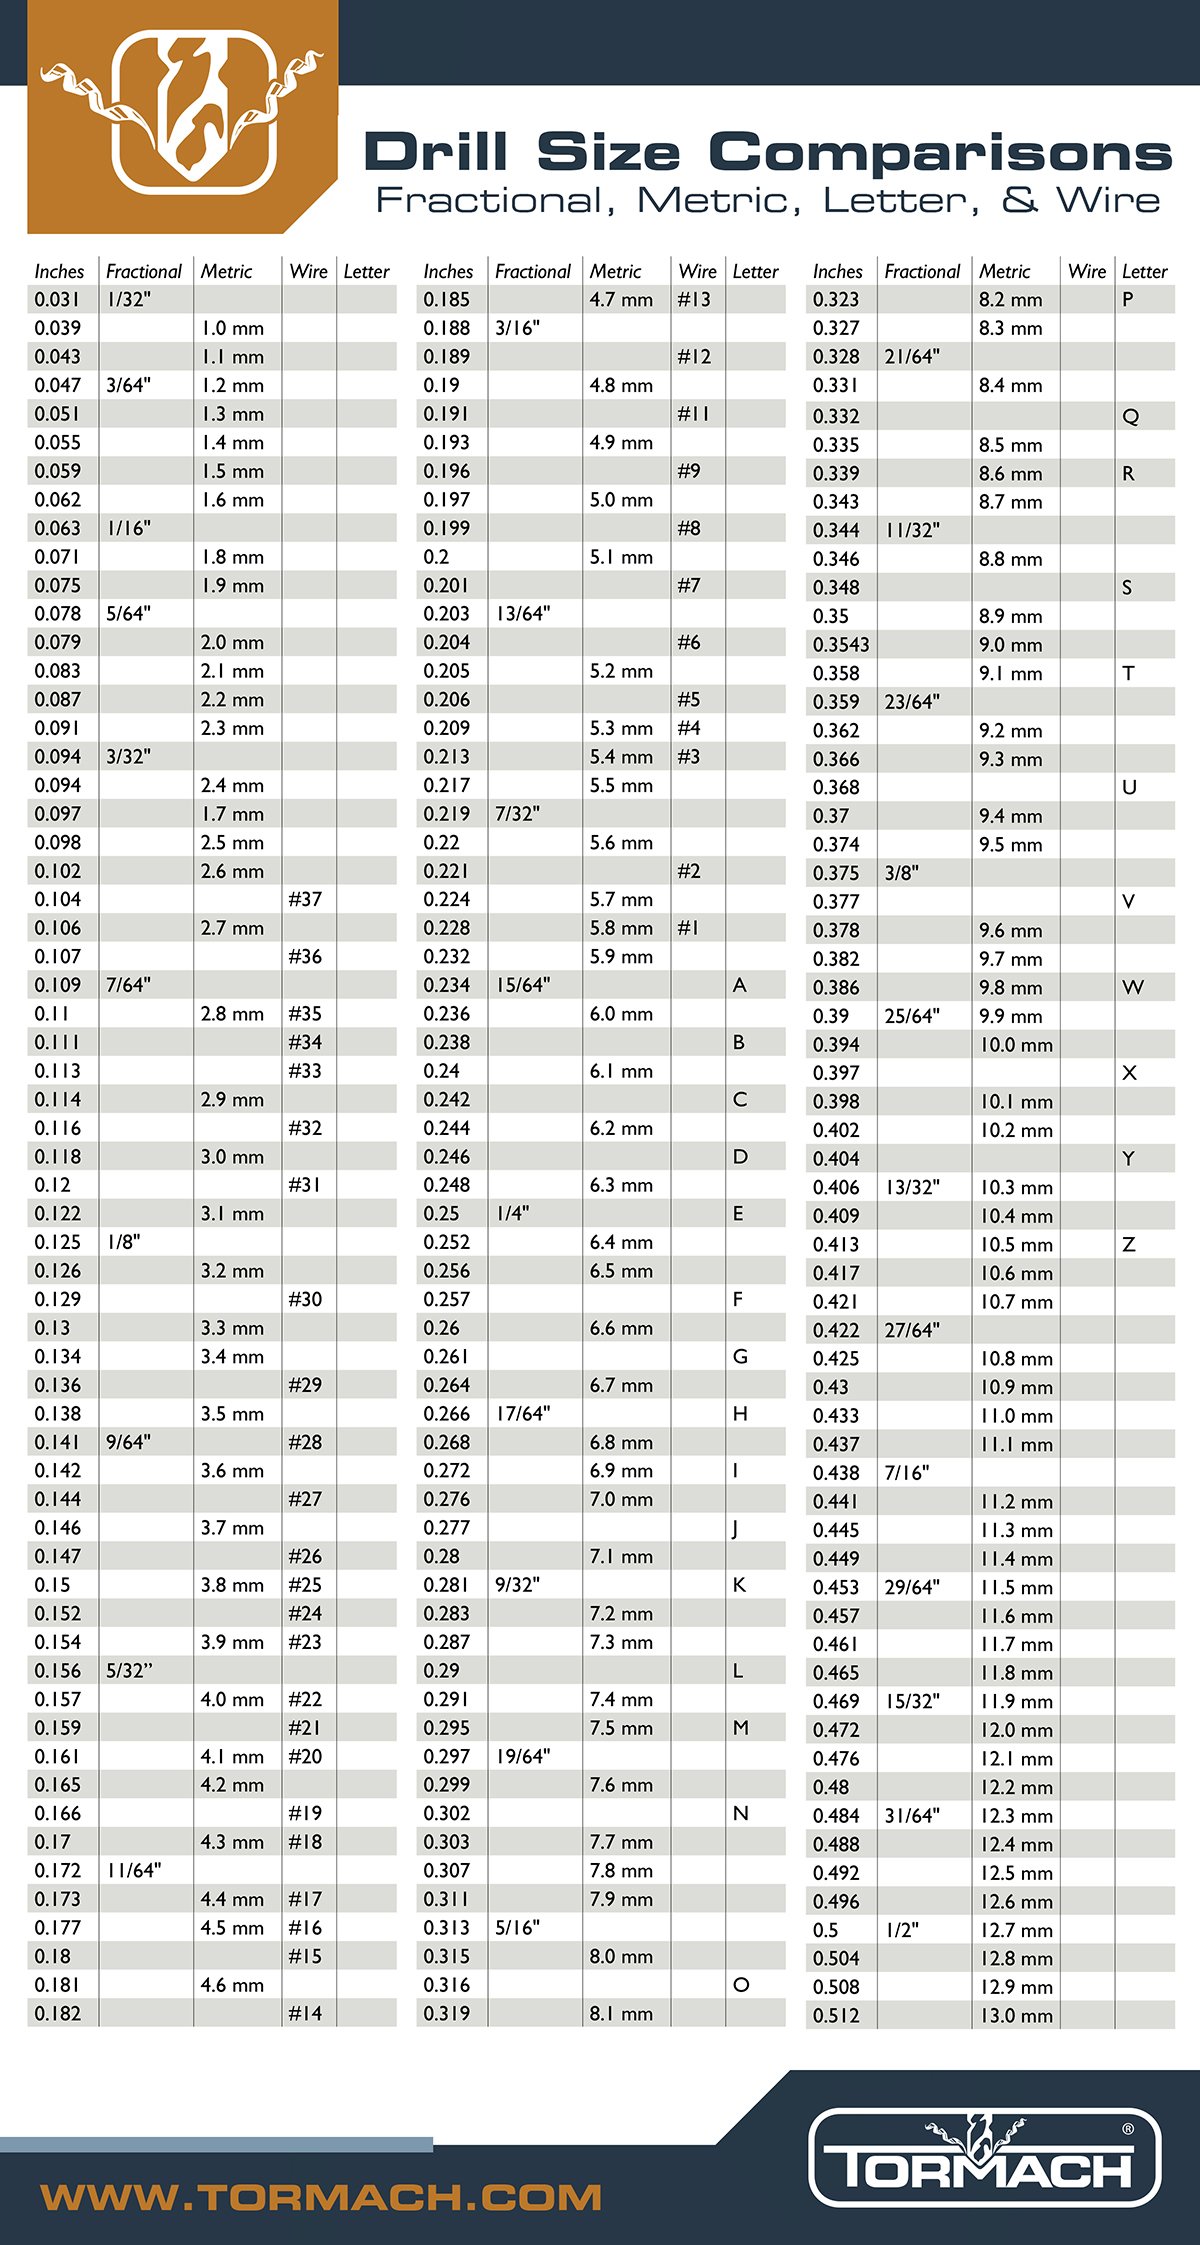 Drill Size Comparisons
Fractional, Metric, Letter, & Wire
Inches Fractional Metric Wire Letter
0.031 1/32"
0.039 1.0 mm
0.043 1.1 mm
0.047 3/64" 1.2 mm
0.051 1.3 mm
0.055 1.4 mm
0.059 1.5 mm
0.062 1.6 mm
0.063 1/16"
0.071 1.8 mm
0.075 1.9 mm
0.078 5/64"
0.079 2.0 mm
0.083 2.1 mm
0.087 2.2 mm
0.091 2.3 mm
0.094 3/32"
0.094 2.4 mm
0.097 1.7 mm
0.098 2.5 mm
0.102 2.6 mm
0.104 #37
0.106 2.7 mm
0.107 #36
0.109 7/64"
0.11 2.8 mm #35
0.111 #34
0.113 #33
0.114 2.9 mm
0.116 #32
0.118 3.0 mm
0.12 #31
0.122 3.1 mm
0.125 1/8"
0.126 3.2 mm
0.129 #30
0.13 3.3 mm
0.134 3.4 mm
0.136 #29
0.138 3.5 mm
0.141 9/64" #28
0.142 3.6 mm
0.144 #27
0.146 3.7 mm
0.147 #26
0.15 3.8 mm #25
0.152 #24
0.154 3.9 mm #23
0.156 5/32”
0.157 4.0 mm #22
0.159 #21
0.161 4.1 mm #20
0.165 4.2 mm
0.166 #19
0.17 4.3 mm #18
0.172 11/64"
0.173 4.4 mm #17
0.177 4.5 mm #16
0.18 #15
0.181 4.6 mm
0.182 #14
Inches Fractional Metric Wire Letter
0.185 4.7 mm #13
0.188 3/16"
0.189 #12
0.19 4.8 mm
0.191 #11
0.193 4.9 mm
0.196 #9
0.197 5.0 mm
0.199 #8
0.2 5.1 mm
0.201 #7
0.203 13/64"
0.204 #6
0.205 5.2 mm
0.206 #5
0.209 5.3 mm #4
0.213 5.4 mm #3
0.217 5.5 mm
0.219 7/32"
0.22 5.6 mm
0.221 #2
0.224 5.7 mm
0.228 5.8 mm #1
0.232 5.9 mm
0.234 15/64" A
0.236 6.0 mm
0.238 B
0.24 6.1 mm
0.242 C
0.244 6.2 mm
0.246 D
0.248 6.3 mm
0.25 1/4" E
0.252 6.4 mm
0.256 6.5 mm
0.257 F
0.26 6.6 mm
0.261 G
0.264 6.7 mm
0.266 17/64" H
0.268 6.8 mm
0.272 6.9 mm I
0.276 7.0 mm
0.277 J
0.28 7.1 mm
0.281 9/32" K
0.283 7.2 mm
0.287 7.3 mm
0.29 L
0.291 7.4 mm
0.295 7.5 mm M
0.297 19/64"
0.299 7.6 mm
0.302 N
0.303 7.7 mm
0.307 7.8 mm
0.311 7.9 mm
0.313 5/16"
0.315 8.0 mm
0.316 O
0.319 8.1 mm
Inches Fractional Metric Wire Letter
0.323 8.2 mm P
0.327 8.3 mm
0.328 21/64"
0.331 8.4 mm
0.332 Q
0.335 8.5 mm
0.339 8.6 mm R
0.343 8.7 mm
0.344 11/32"
0.346 8.8 mm
0.348 S
0.35 8.9 mm
0.3543 9.0 mm
0.358 9.1 mm T
0.359 23/64"
0.362 9.2 mm
0.366 9.3 mm
0.368 U
0.37 9.4 mm
0.374 9.5 mm
0.375 3/8"
0.377 V
0.378 9.6 mm
0.382 9.7 mm
0.386 9.8 mm W
0.39 25/64" 9.9 mm
0.394 10.0 mm
0.397 X
0.398 10.1 mm
0.402 10.2 mm
0.404 Y
0.406 13/32" 10.3 mm
0.409 10.4 mm
0.413 10.5 mm Z
0.417 10.6 mm
0.421 10.7 mm
0.422 27/64"
0.425 10.8 mm
0.43 10.9 mm
0.433 11.0 mm
0.437 11.1 mm
0.438 7/16"
0.441 11.2 mm
0.445 11.3 mm
0.449 11.4 mm
0.453 29/64" 11.5 mm
0.457 11.6 mm
0.461 11.7 mm
0.465 11.8 mm
0.469 15/32" 11.9 mm
0.472 12.0 mm
0.476 12.1 mm
0.48 12.2 mm
0.484 31/64" 12.3 mm
0.488 12.4 mm
0.492 12.5 mm
0.496 12.6 mm
0.5 1/2" 12.7 mm
0.504 12.8 mm
0.508 12.9 mm
0.512 13.0 mm
TORMACH®
WWW.TORMACH.COM